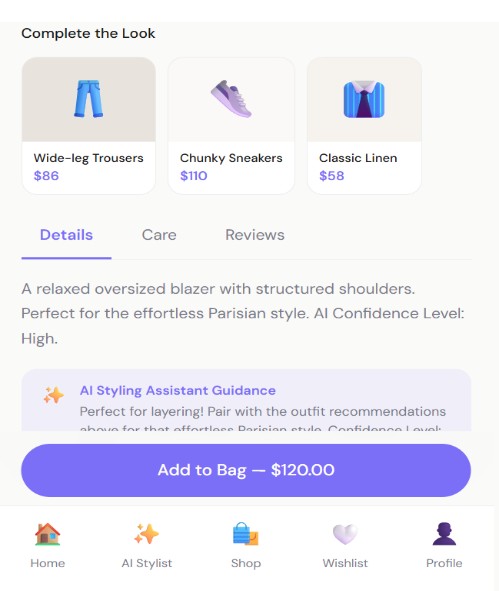 Complete the Look
Wide-leg Trousers
$86
Chunky Sneakers
$110
Classic Linen
$58
Details Care Reviews
A relaxed oversized blazer with structured shoulders.
Perfect for the effortless Parisian style. AI Confidence Level:
High.
AI Styling Assistant Guidance
Perfect for layering! Pair with the outfit recommendations
above for that effortless Parisian style. Confidence Level:
Add to Bag — $120.00
Home AI Stylist Shop Wishlist Profile